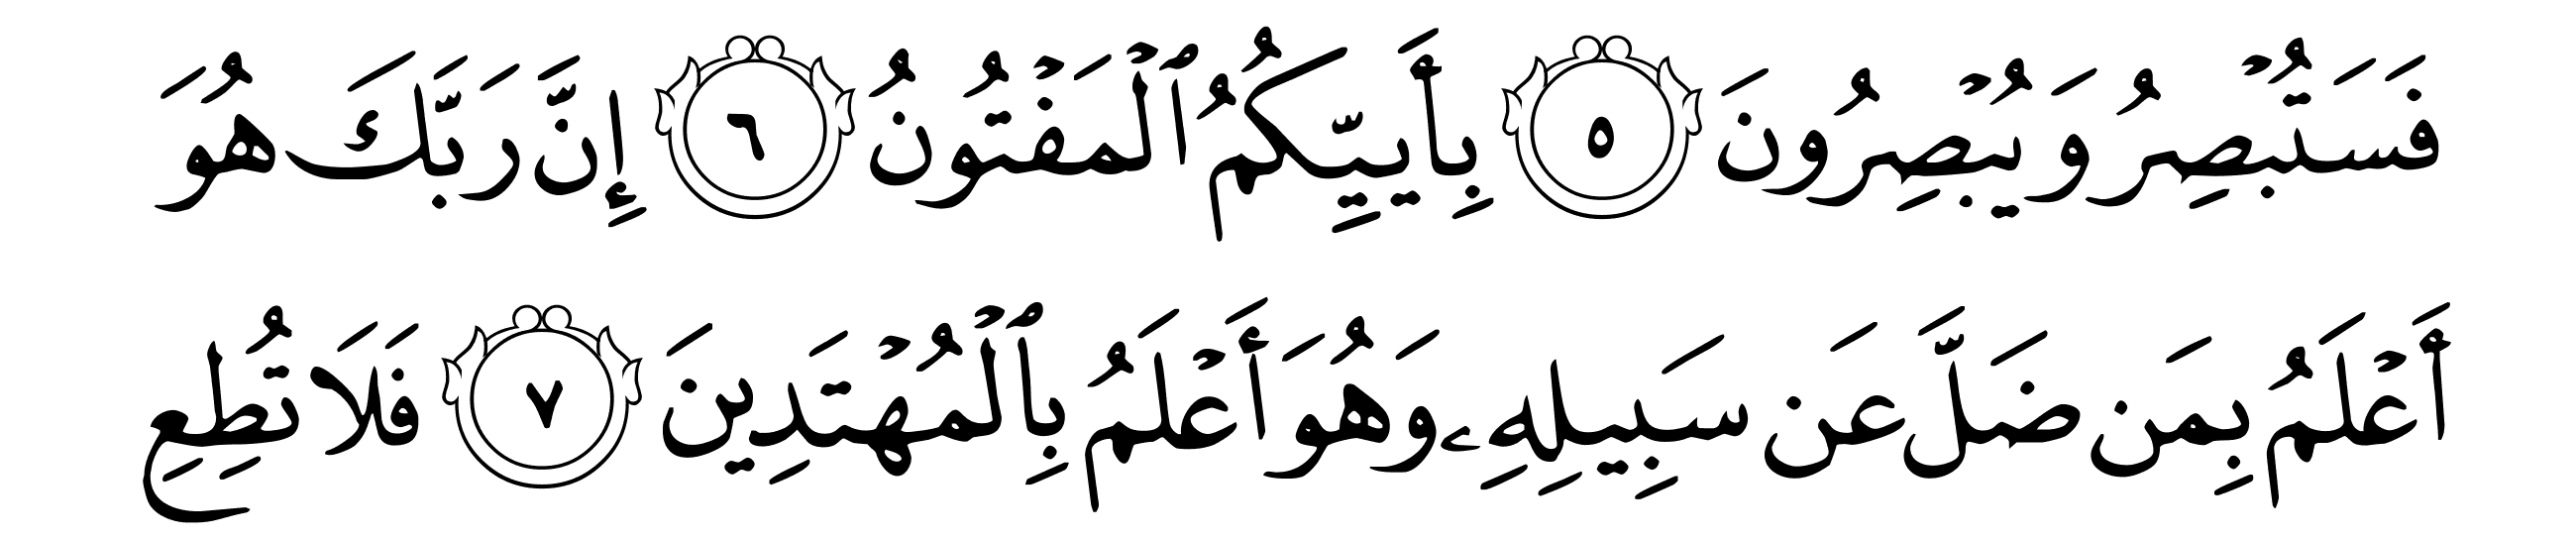 فَسَتُبۡصِرُ وَيُبۡصِرُونَ ٥ بِأَييِّكُمُ ٱلۡمَفۡتُونُ ٦ إِنَّ رَبَّكَ هُوَ
أَعۡلَمُ بِمَن ضَلَّ عَن سَبِيلِهِۦ وَهُوَ أَعۡلَمُ بِٱلۡمُهۡتَدِينَ ٧ فَلَا تُطِعِ